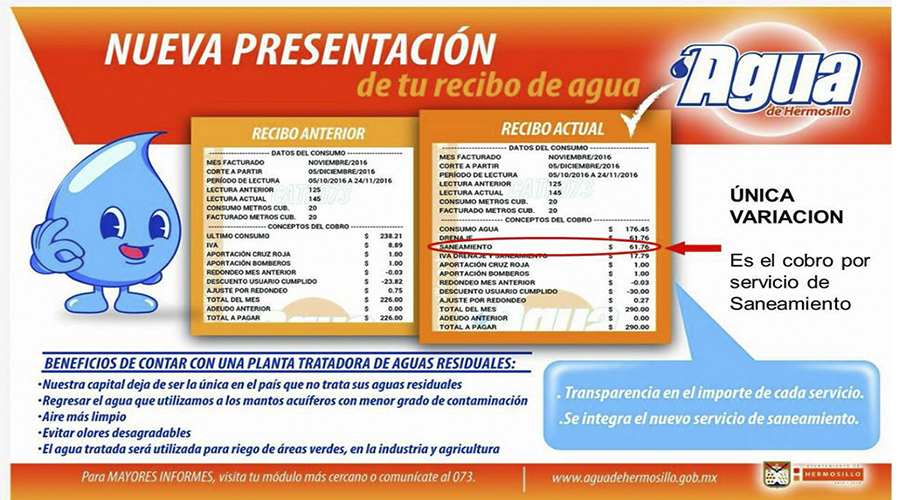 NUEVA PRESENTACIÓN
de tu recibo de agua
Agua
de Hermosillo
RECIBO ANTERIOR
DATOS DEL CONSUMO
MES FACTURADO NOVIEMBRE/2016
CORTE A PARTIR 05/DICIEMBRE/2016
PERÍODO DE LECTURA 05/10/2016 A 24/11/2016
LECTURA ANTERIOR 125
LECTURA ACTUAL 145
CONSUMO METROS CUB. 20
FACTURADO METROS CUB. 20
CONCEPTOS DEL COBRO
ULTIMO CONSUMO $ 238.21
IVA $ 8.89
APORTACIÓN CRUZ ROJA $ 1.00
APORTACIÓN BOMBEROS $ 1.00
REDONDEO MES ANTERIOR $ -0.03
DESCUENTO USUARIO CUMPLIDO $ -23.82
AJUSTE POR REDONDEO $ 0.75
TOTAL DEL MES $ 226.00
ADEUDO ANTERIOR $ 0.00
TOTAL A PAGAR $ 226.00
RECIBO ACTUAL
DATOS DEL CONSUMO
MES FACTURADO NOVIEMBRE/2016
CORTE A PARTIR 05/DICIEMBRE/2016
PERÍODO DE LECTURA 05/10/2016 A 24/11/2016
LECTURA ANTERIOR 125
LECTURA ACTUAL 145
CONSUMO METROS CUB. 20
FACTURADO METROS CUB. 20
CONCEPTOS DEL COBRO
CONSUMO AGUA $ 176.45
DRENAJE $ 61.76
SANEAMIENTO $ 61.76
IVA DRENAJE Y SANEAMIENTO $ 17.79
APORTACIÓN CRUZ ROJA $ 1.00
APORTACIÓN BOMBEROS $ 1.00
REDONDEO MES ANTERIOR $ -0.03
DESCUENTO USUARIO CUMPLIDO $ -30.00
AJUSTE POR REDONDEO $ 0.27
TOTAL DEL MES $ 290.00
ADEUDO ANTERIOR $ 0.00
TOTAL A PAGAR $ 290.00
ÚNICA
VARIACION
Es el cobro por
servicio de
Saneamiento
BENEFICIOS DE CONTAR CON UNA PLANTA TRATADORA DE AGUAS RESIDUALES:
·Nuestra capital deja de ser la única en el país que no trata sus aguas residuales
·Regresar el agua que utilizamos a los mantos acuíferos con menor grado de contaminación
·Aire más limpio
·Evitar olores desagradables
·El agua tratada será utilizada para riego de áreas verdes, en la industria y agricultura
. Transparencia en el importe de cada servicio.
.Se integra el nuevo servicio de saneamiento.
Para MAYORES INFORMES, visita tu módulo más cercano o comunícate al 073.
www.aguadehermosillo.gob.mx
AYUNTAMIENTO DE
HERMOSILLO